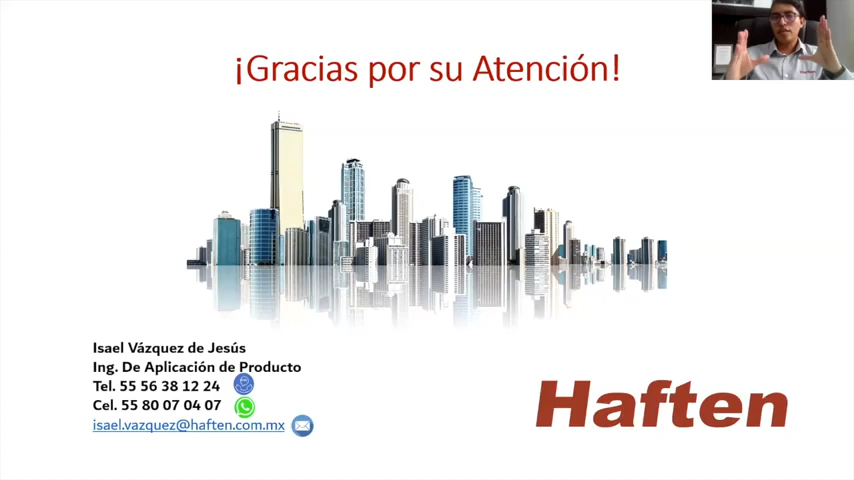 ¡Gracias por su Atención!
Isael Vázquez de Jesús
Ing. De Aplicación de Producto
Tel. 55 56 38 12 24
Cel. 55 80 07 04 07
isael.vazquez@haften.com.mx
Haften